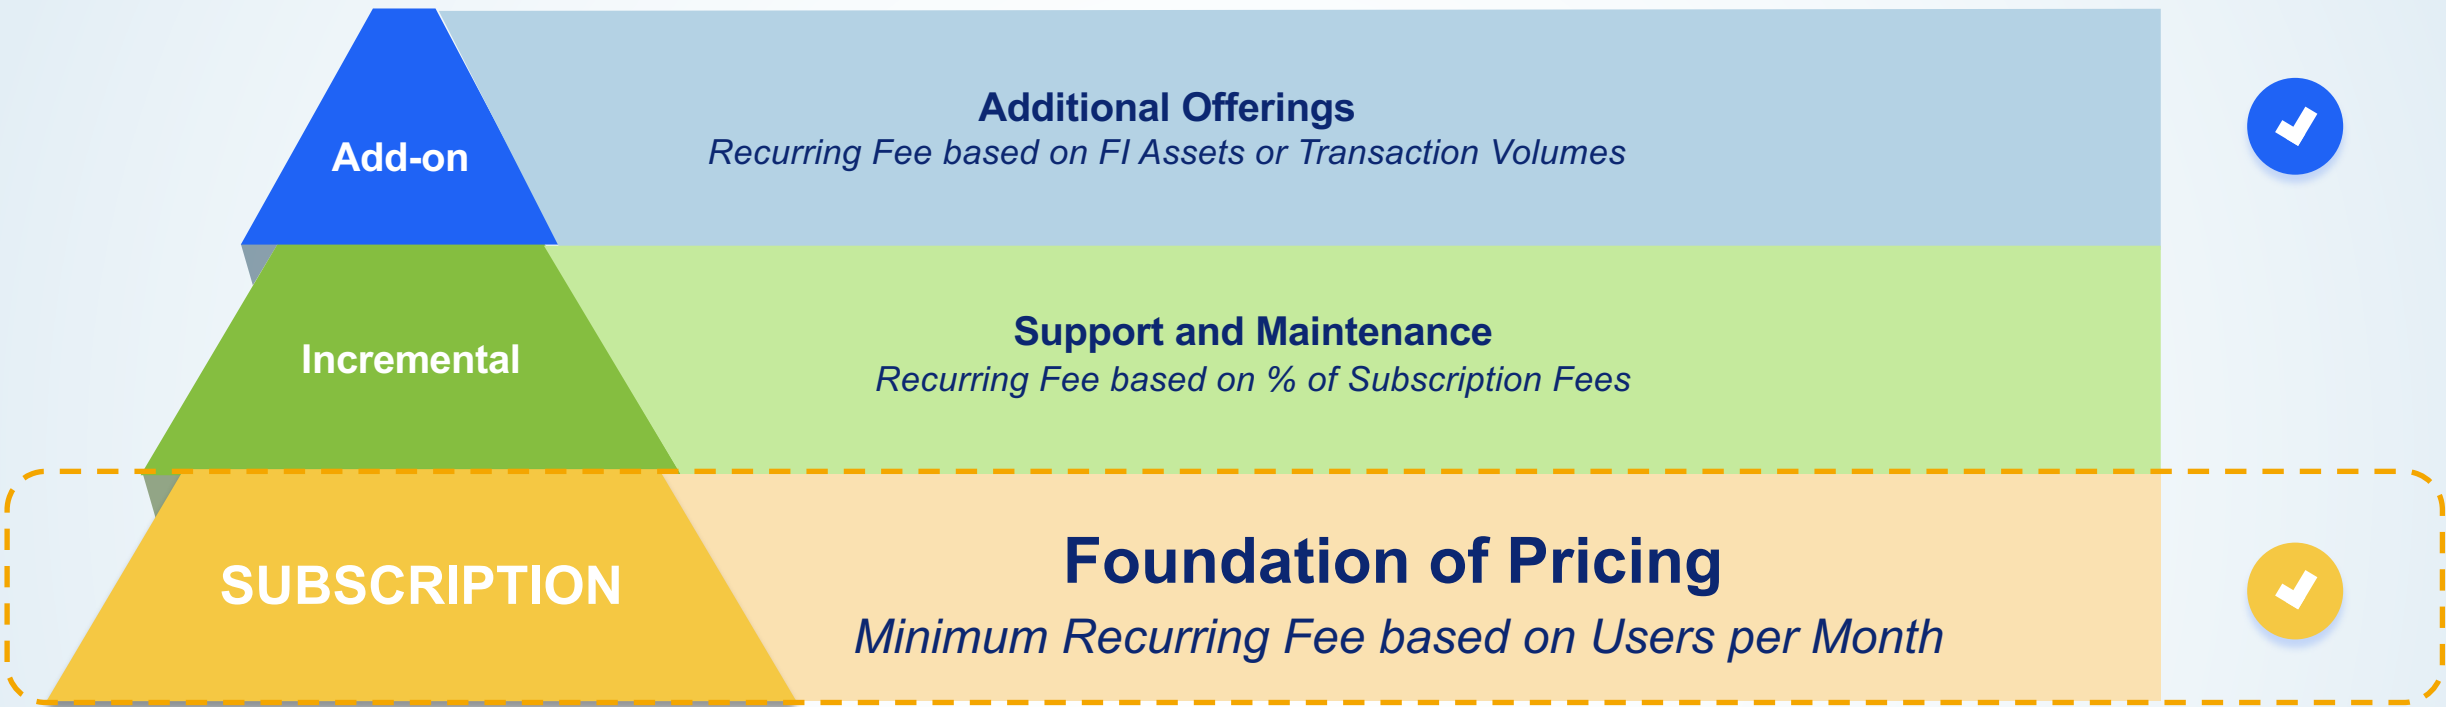 Additional Offerings
Add-on
Recurring Fee based on FI Assets or Transaction Volumes
Support and Maintenance
Incremental
Recurring Fee based on % of Subscription Fees
Foundation of Pricing
SUBSCRIPTION
Minimum Recurring Fee based on Users per Month